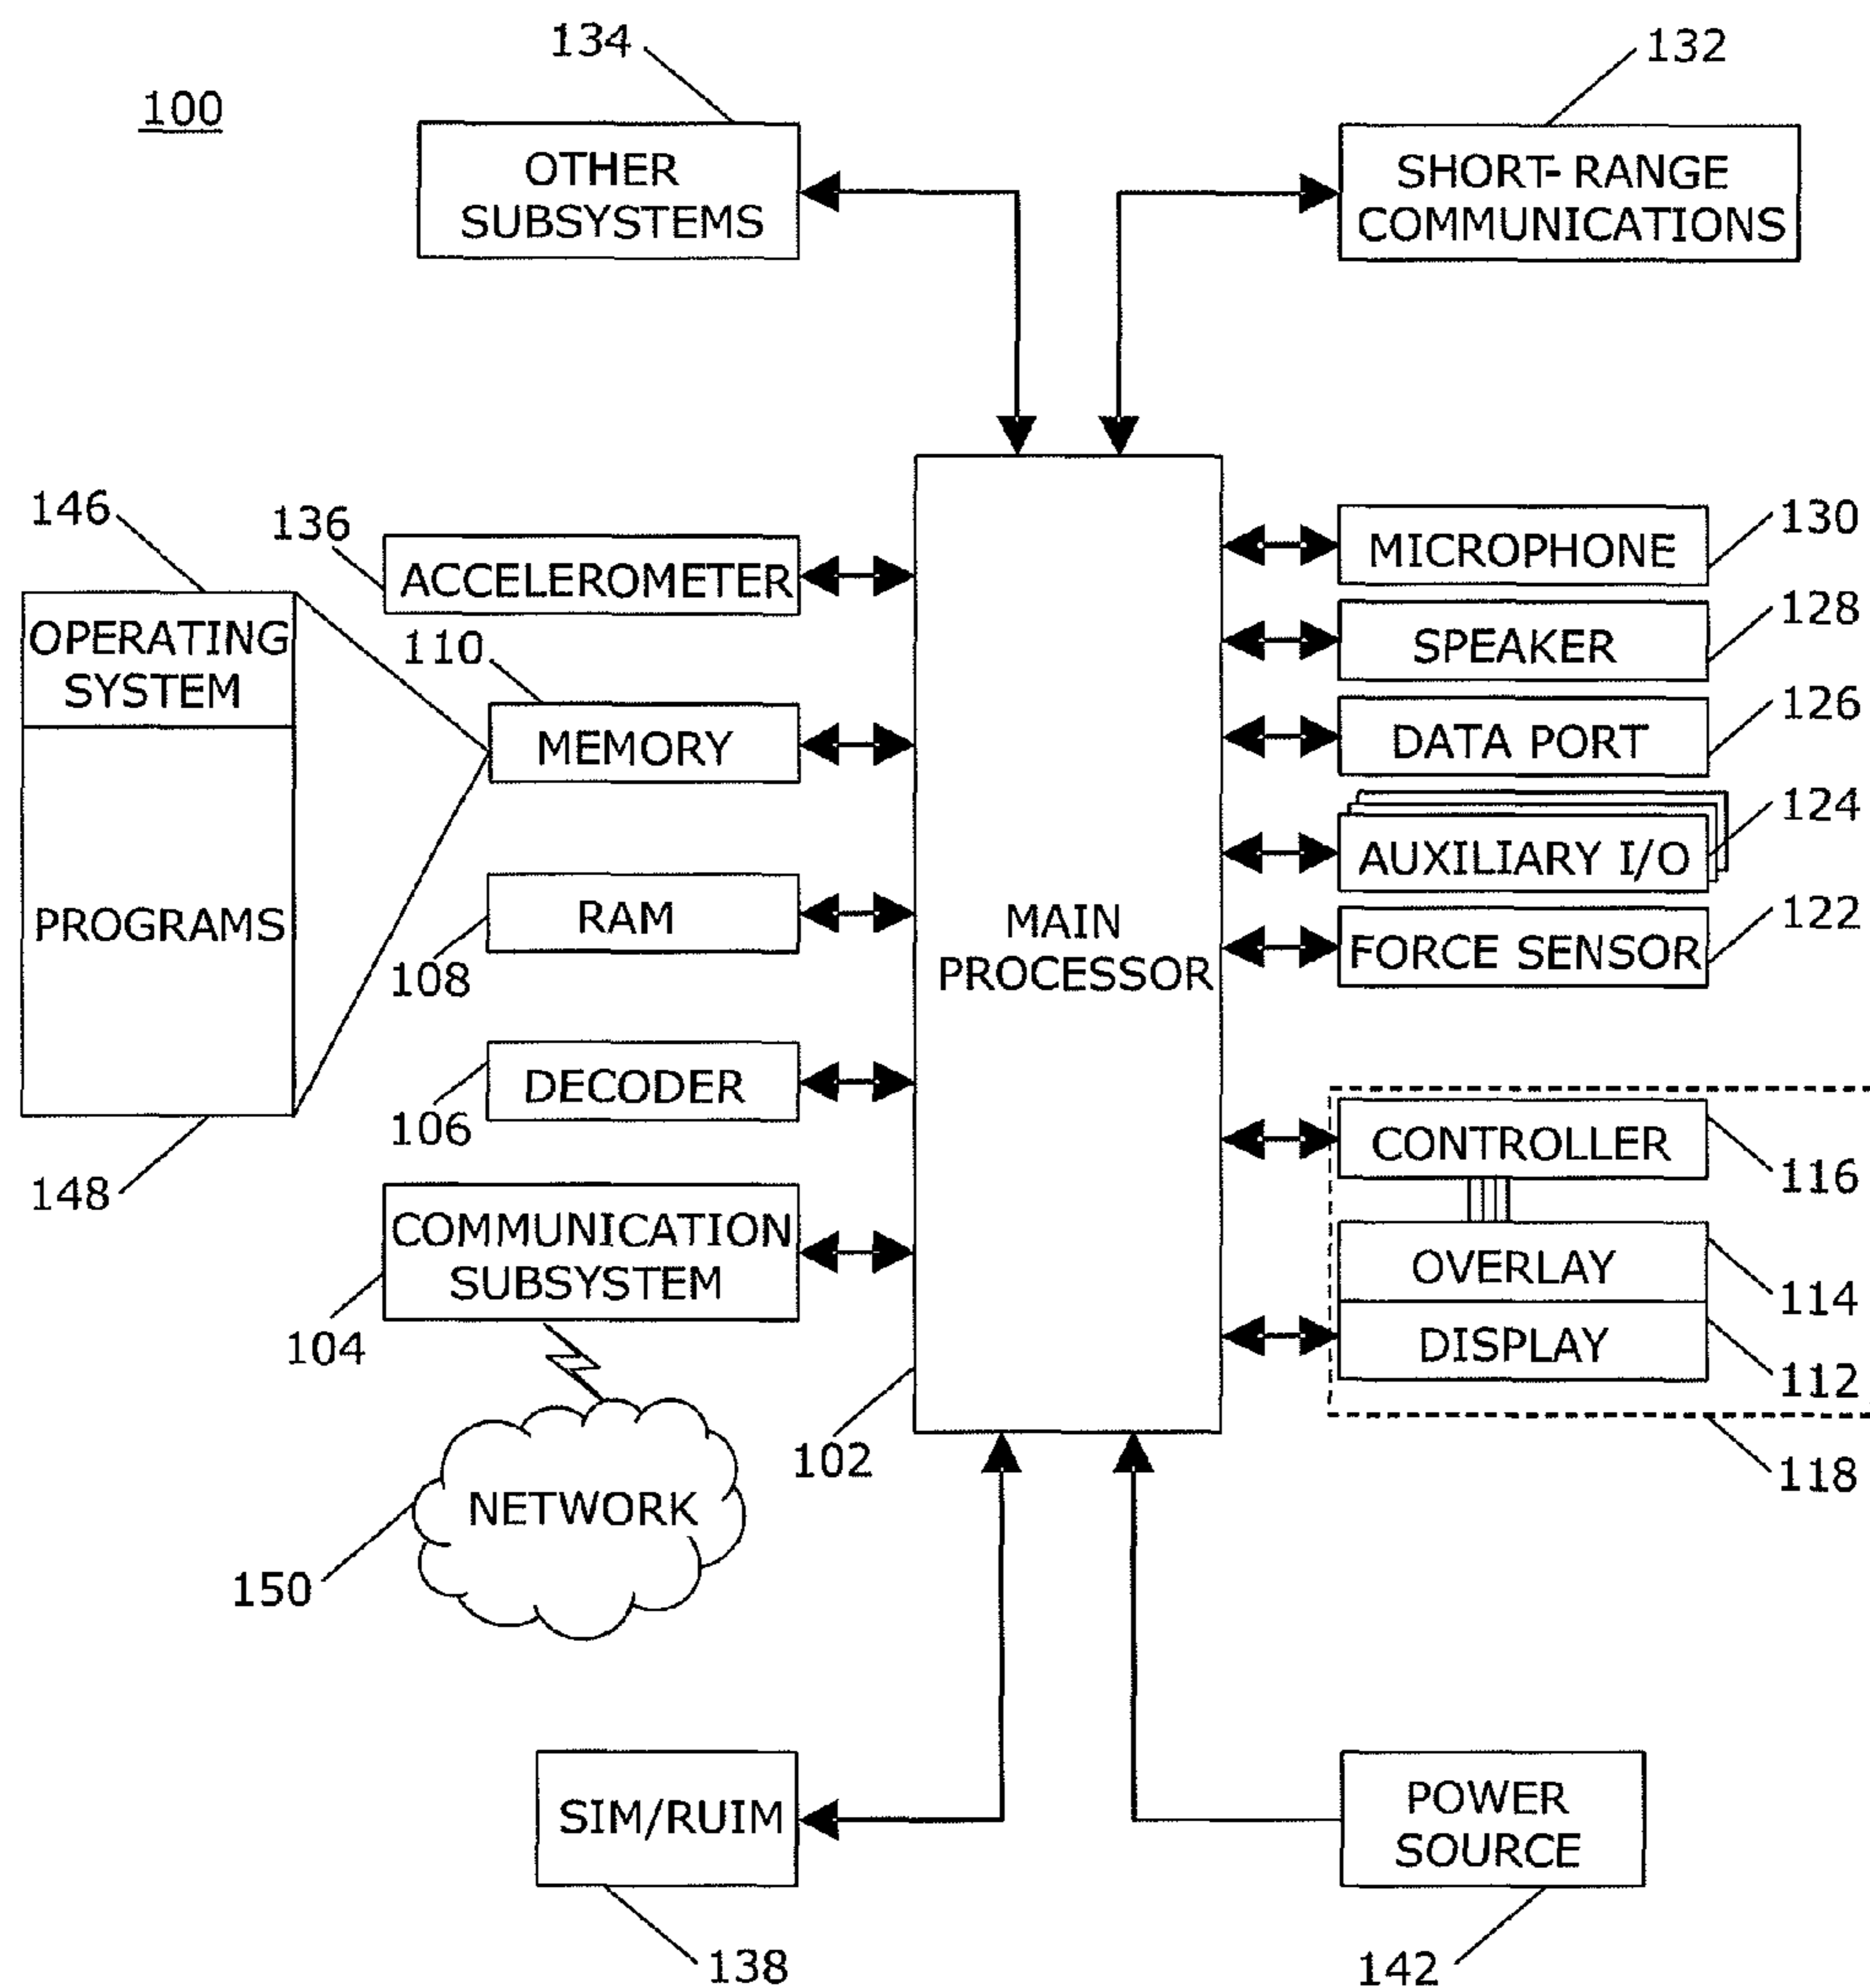 134
132
100
OTHER
SUBSYSTEMS
SHORT-RANGE
COMMUNICATIONS
146
136
ACCELEROMETER
MICROPHONE
130
OPERATING
SYSTEM
110
MEMORY
SPEAKER
128
DATA PORT
126
PROGRAMS
RAM
108
MAIN
PROCESSOR
AUXILIARY I/O
124
FORCE SENSOR
122
DECODER
106
148
CONTROLLER
116
COMMUNICATION
SUBSYSTEM
104
OVERLAY
114
DISPLAY
112
102
118
NETWORK
150
SIM/RUIM
138
POWER
SOURCE
142